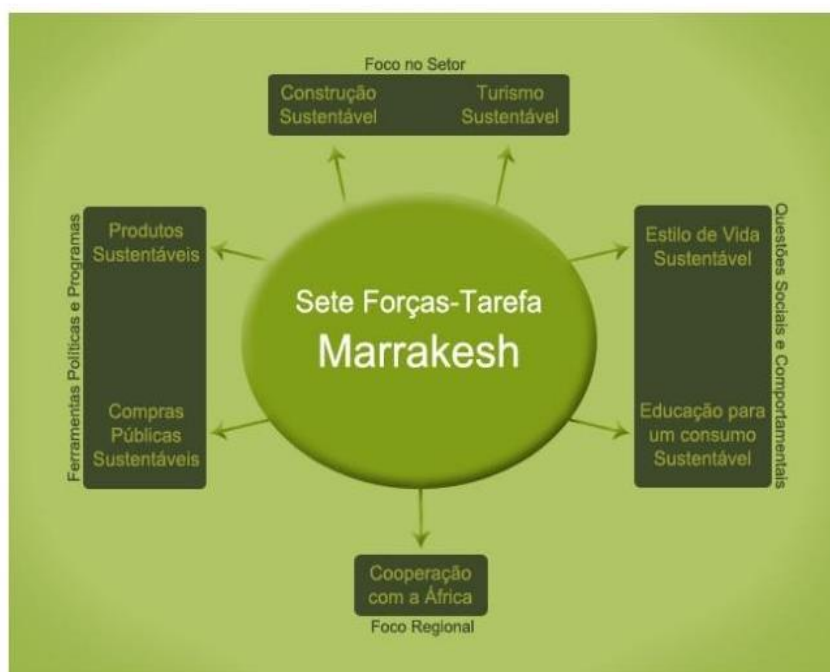 Foco no Setor
Construção
Sustentável
Turismo
Sustentável
Ferramentas Políticas e Programas
Produtos
Sustentáveis
Compras
Públicas
Sustentáveis
Sete Forças-Tarefa
Marrakesh
Estilo de Vida
Sustentável
Educação para
um consumo
Sustentável
Questões Sociais e Comportamentais
Cooperação
com a África
Foco Regional